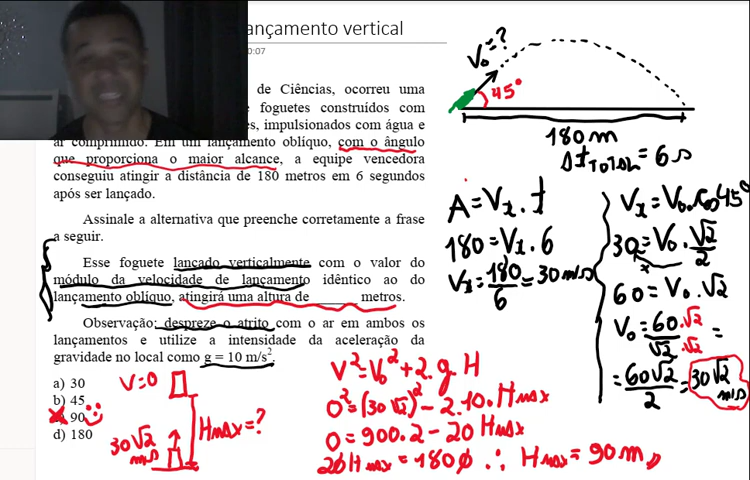 lançamento vertical
0:07
de Ciências, ocorreu uma
foguetes construídos com
es, impulsionados com água e
ar comprimido. Em um lançamento oblíquo, com o ângulo
que proporciona o maior alcance, a equipe vencedora
conseguiu atingir a distância de 180 metros em 6 segundos
após ser lançado.
Assinale a alternativa que preenche corretamente a frase
a seguir.
Esse foguete lançado verticalmente com o valor do
módulo da velocidade de lançamento idêntico ao do
lançamento oblíquo, atingirá uma altura de ______ metros.
Observação: despreze o atrito com o ar em ambos os
lançamentos e utilize a intensidade da aceleração da
gravidade no local como g = 10 m/s².
a) 30
b) 45
90
d) 180
V=0
Hmax=?
30√2
m/s
V₀=?
45°
180m
Δt TOTAL = 6s
A = Vx . t
180 = Vx . 6
Vx = 180/6 = 30 m/s
Vx = V₀ . cos 45°
30 = V₀ . √2/2
60 = V₀ . √2
V₀ = 60/√2 . √2/√2 =
= 60√2/2 = 30√2 m/s
V² = V₀² + 2 . g . H
0² = (30√2)² - 2 . 10 . Hmax
0 = 900 . 2 - 20 Hmax
20 Hmax = 1800 ∴ Hmax = 90m